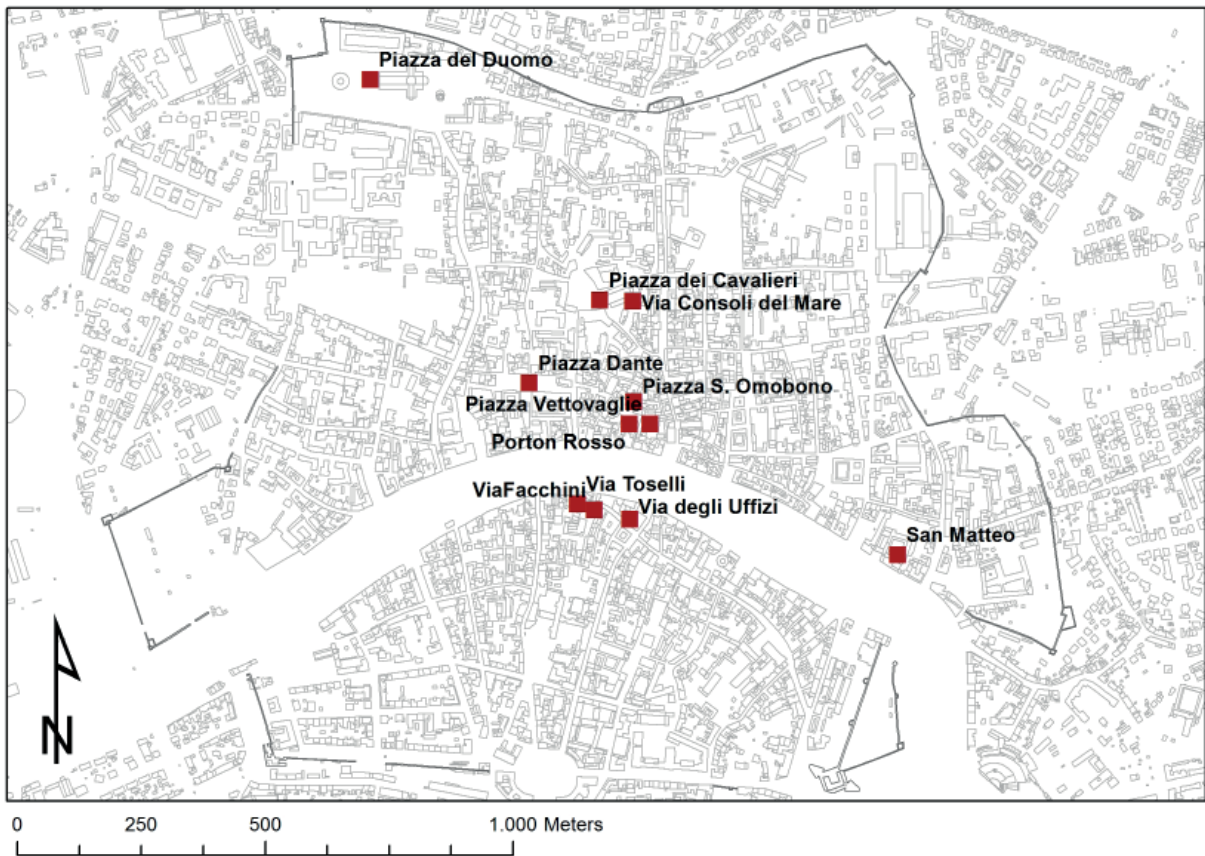 Piazza del Duomo
Piazza dei Cavalieri
Via Consoli del Mare
Piazza Dante
Piazza S. Omobono
Piazza Vettovaglie
Porton Rosso
ViaFacchini
Via Toselli
Via degli Uffizi
San Matteo
N
0 250 500 1.000 Meters